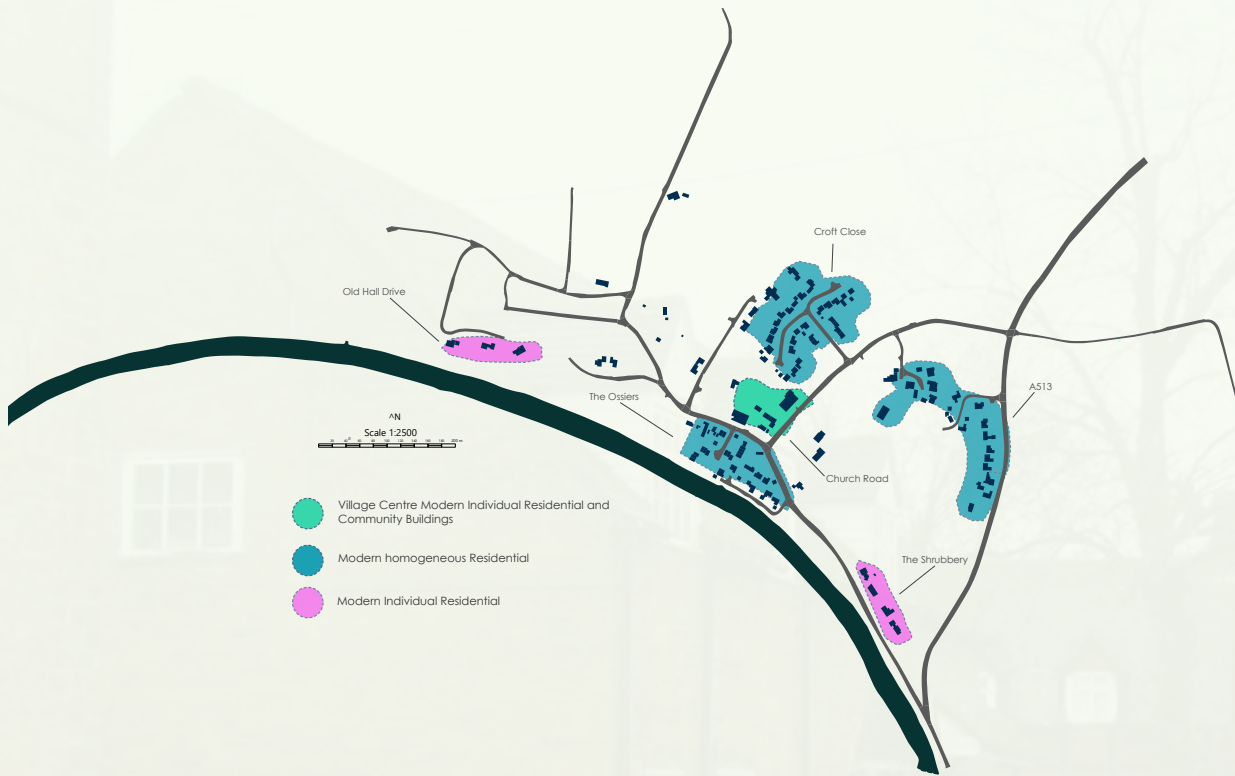 Croft Close
Old Hall Drive
A513
The Ossiers
^N
Scale 1:2500
200 m
Church Road
Village Centre Modern Individual Residential and
Community Buildings
Modern homogeneous Residential
The Shrubbery
Modern Individual Residential